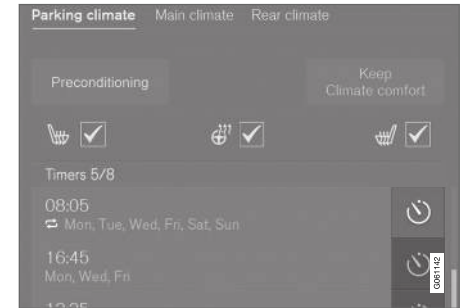 Parking climate Main climate Rear climate
Preconditioning
Keep
Climate comfort
Timers 5/8
08:05
Mon, Tue, Wed, Fri, Sat, Sun
16:45
Mon, Wed, Fri
G061142